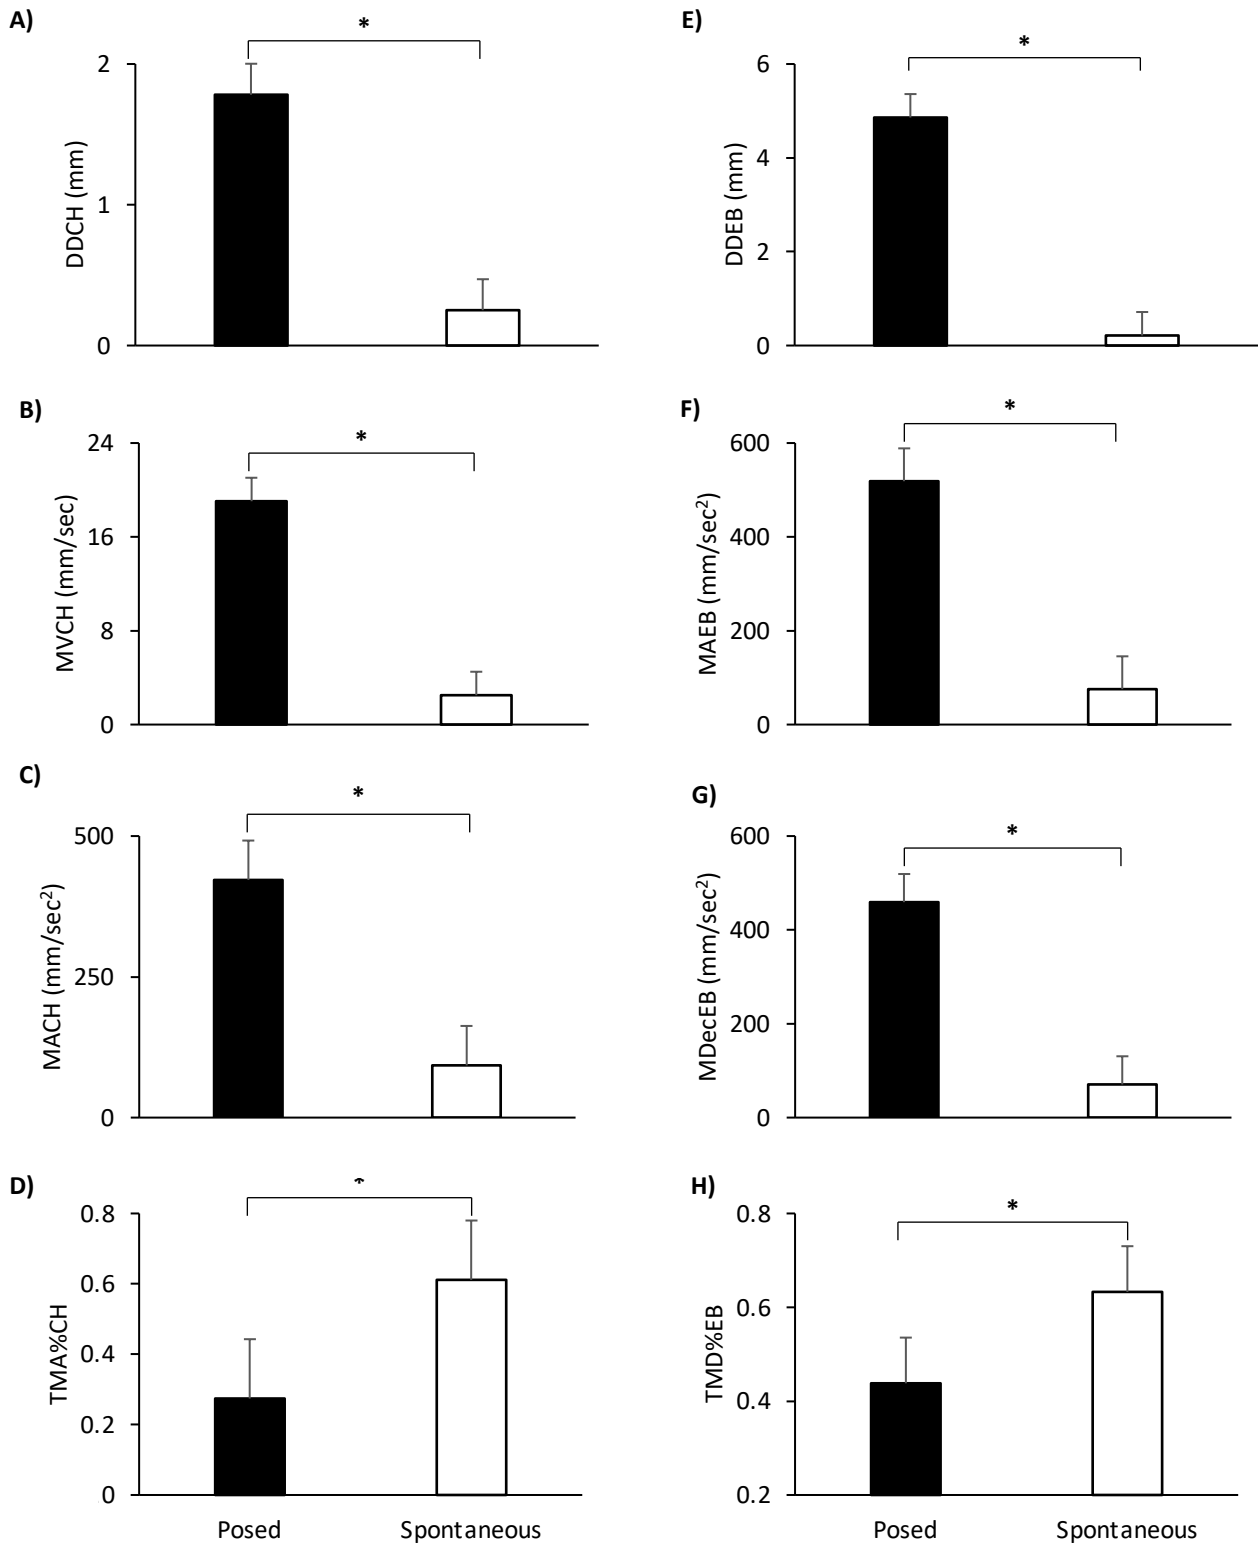 A)
*
2
1
0
DDCH (mm)
B)
*
24
16
8
0
MVCH (mm/sec)
C)
*
500
250
0
MACH (mm/sec²)
D)
*
0.8
0.6
0.4
0.2
0
TMA%CH
Posed Spontaneous
E)
*
6
4
2
0
DDEB (mm)
F)
*
600
400
200
0
MAEB (mm/sec²)
G)
*
600
400
200
0
MDecEB (mm/sec²)
H)
*
0.8
0.6
0.4
0.2
TMD%EB
Posed Spontaneous